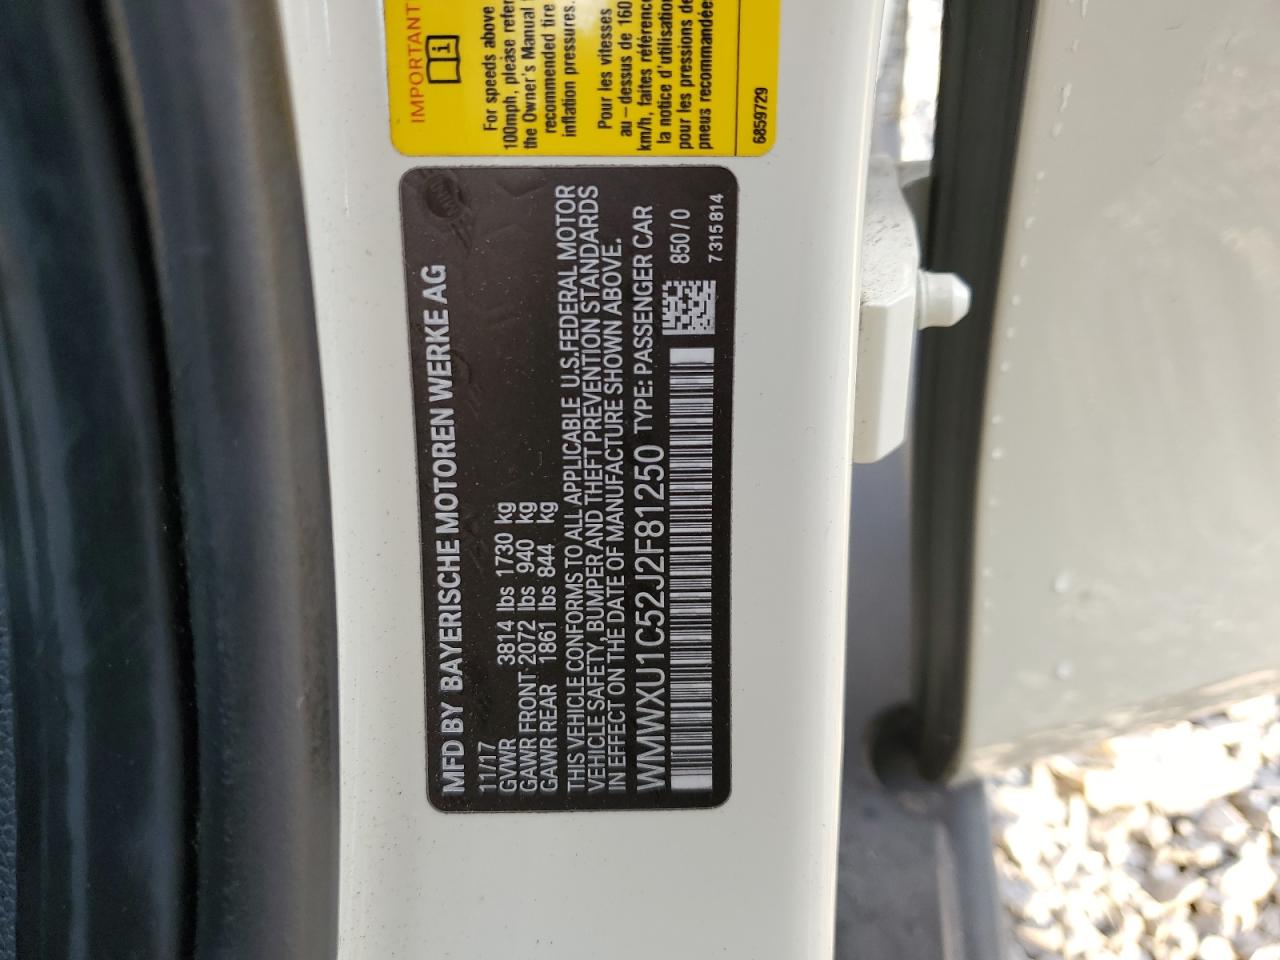 MFD BY BAYERISCHE MOTOREN WERKE AG
11/17
GVWR 3814 lbs 1730 kg
GAWR FRONT 2072 lbs 940 kg
GAWR REAR 1861 lbs 844 kg
THIS VEHICLE CONFORMS TO ALL APPLICABLE U.S. FEDERAL MOTOR
VEHICLE SAFETY, BUMPER AND THEFT PREVENTION STANDARDS
IN EFFECT ON THE DATE OF MANUFACTURE SHOWN ABOVE.
WMWXU1C52J2F81250 TYPE: PASSENGER CAR
850 / 0
7315814
IMPORTANT
For speeds above
100mph, please refer
the Owner's Manual
recommended tire
inflation pressures.
Pour les vitesses
au-dessus de 160
km/h, faites référence
la notice d'utilisation
pour les pressions de
pneus recommandée
6859729